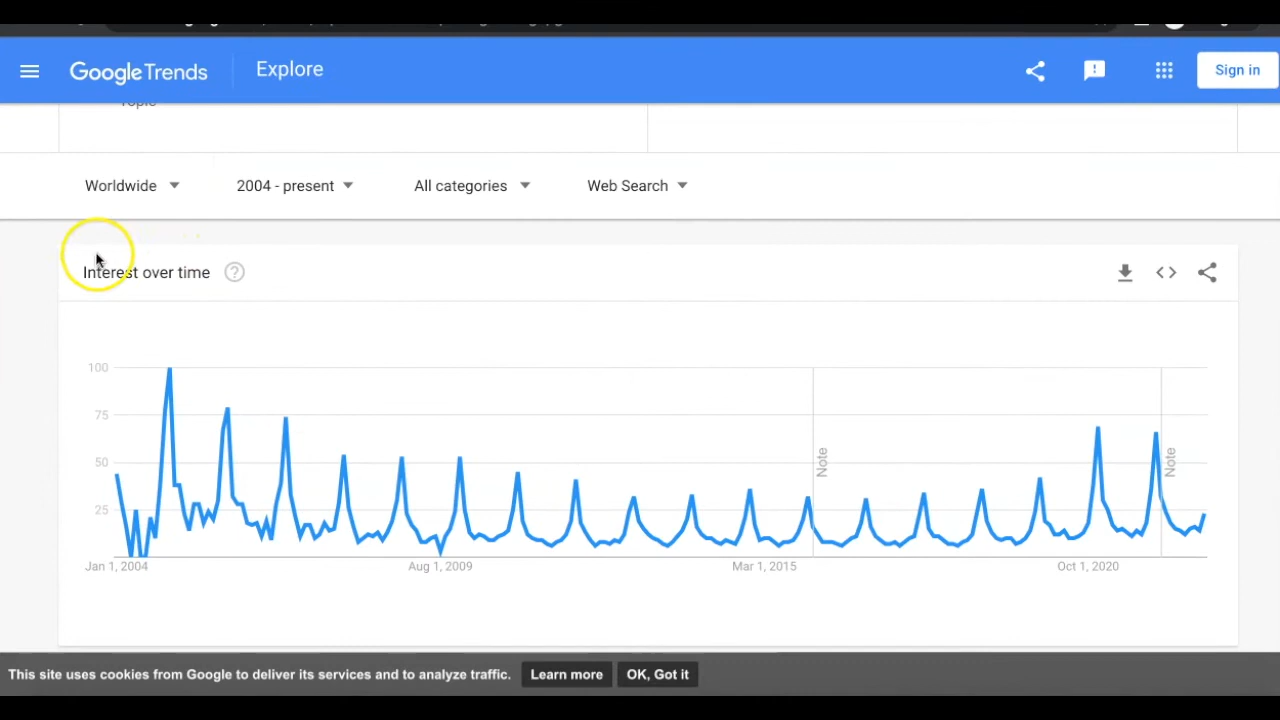 Google Trends Explore Sign in
Topic
Worldwide 2004 - present All categories Web Search
Interest over time ?
100
75
50
25
Note Note
Jan 1, 2004 Aug 1, 2009 Mar 1, 2015 Oct 1, 2020
This site uses cookies from Google to deliver its services and to analyze traffic. Learn more OK, Got it